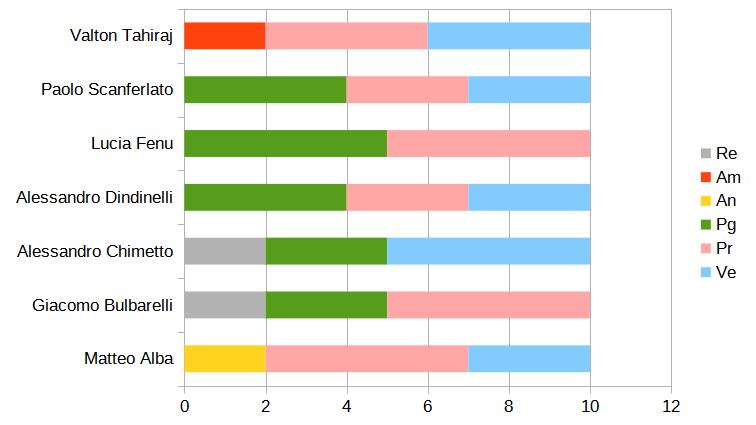 Valton Tahiraj
Paolo Scanferlato
Lucia Fenu
Alessandro Dindinelli
Alessandro Chimetto
Giacomo Bulbarelli
Matteo Alba
0 2 4 6 8 10 12
Re
Am
An
Pg
Pr
Ve